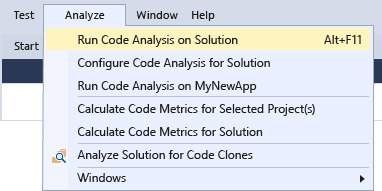 Test Analyze Window Help
Start
Run Code Analysis on Solution Alt+F11
Configure Code Analysis for Solution
Run Code Analysis on MyNewApp
Calculate Code Metrics for Selected Project(s)
Calculate Code Metrics for Solution
Analyze Solution for Code Clones
Windows